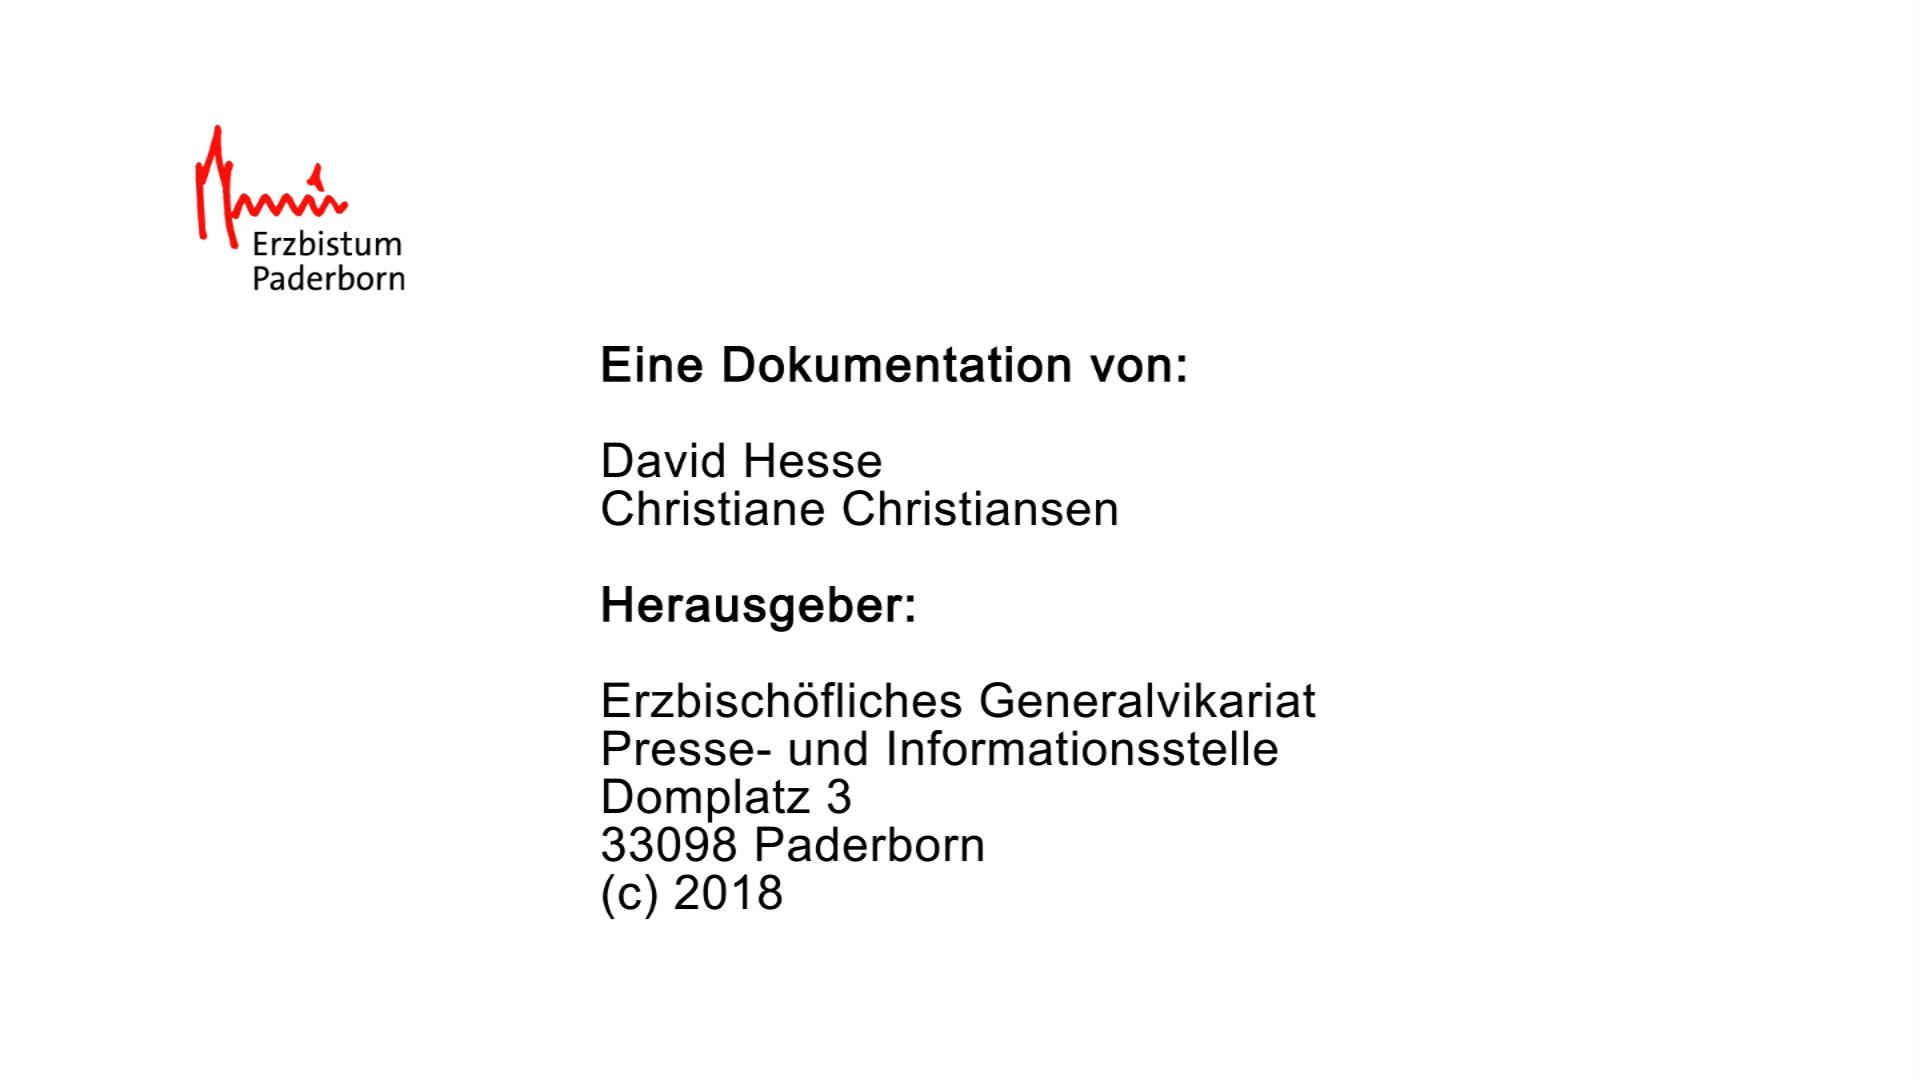 Erzbistum
Paderborn
Eine Dokumentation von:
David Hesse
Christiane Christiansen
Herausgeber:
Erzbischöfliches Generalvikariat
Presse- und Informationsstelle
Domplatz 3
33098 Paderborn
(c) 2018